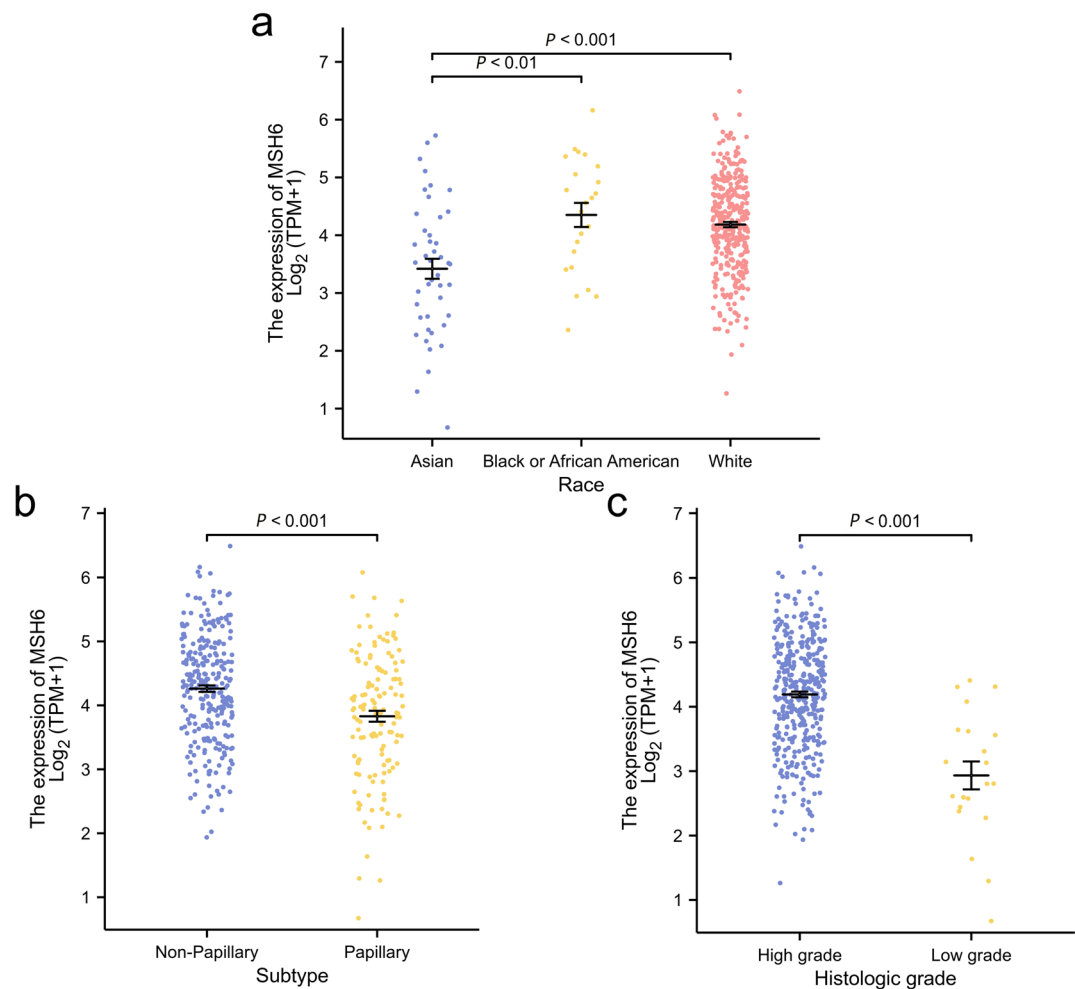 a
P < 0.001
P < 0.01
The expression of MSH6
Log₂ (TPM+1)
7
6
5
4
3
2
1
Asian
Black or African American
White
Race
b
P < 0.001
The expression of MSH6
Log₂ (TPM+1)
7
6
5
4
3
2
1
Non-Papillary
Papillary
Subtype
c
P < 0.001
The expression of MSH6
Log₂ (TPM+1)
7
6
5
4
3
2
1
High grade
Low grade
Histologic grade